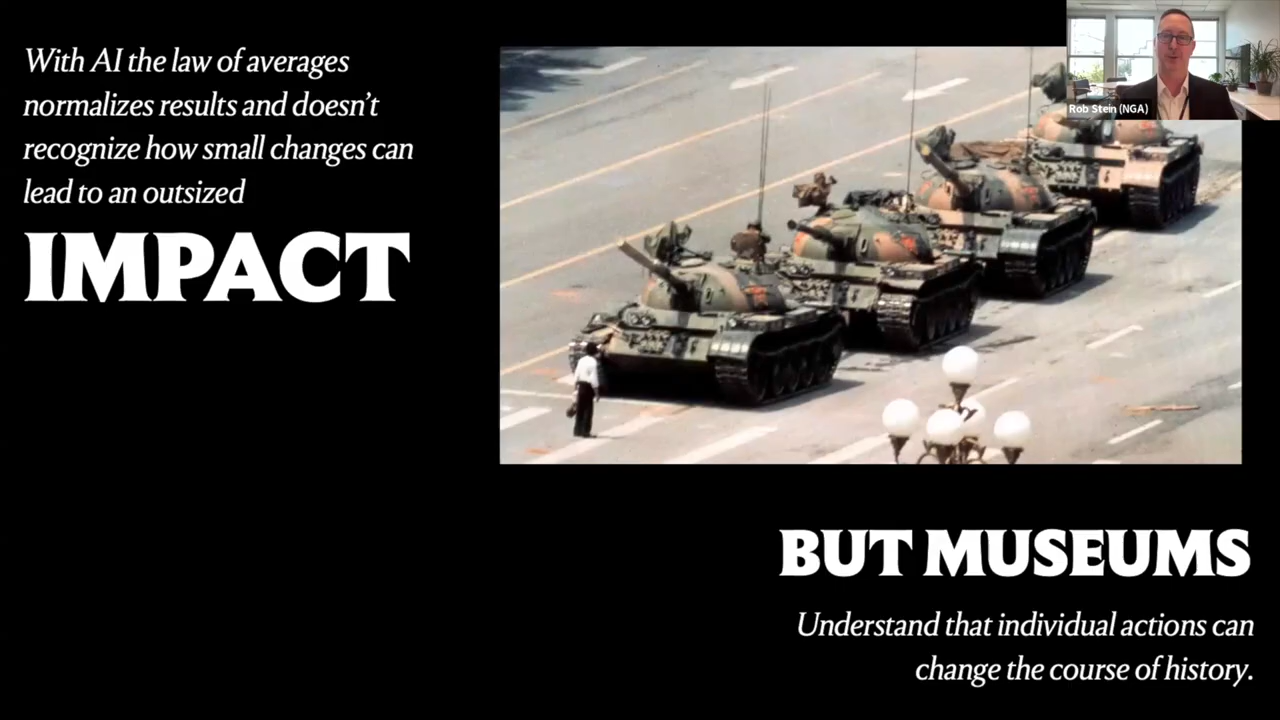 With AI the law of averages
normalizes results and doesn't
recognize how small changes can
lead to an outsized
IMPACT
Rob Stein (NGA)
BUT MUSEUMS
Understand that individual actions can
change the course of history.